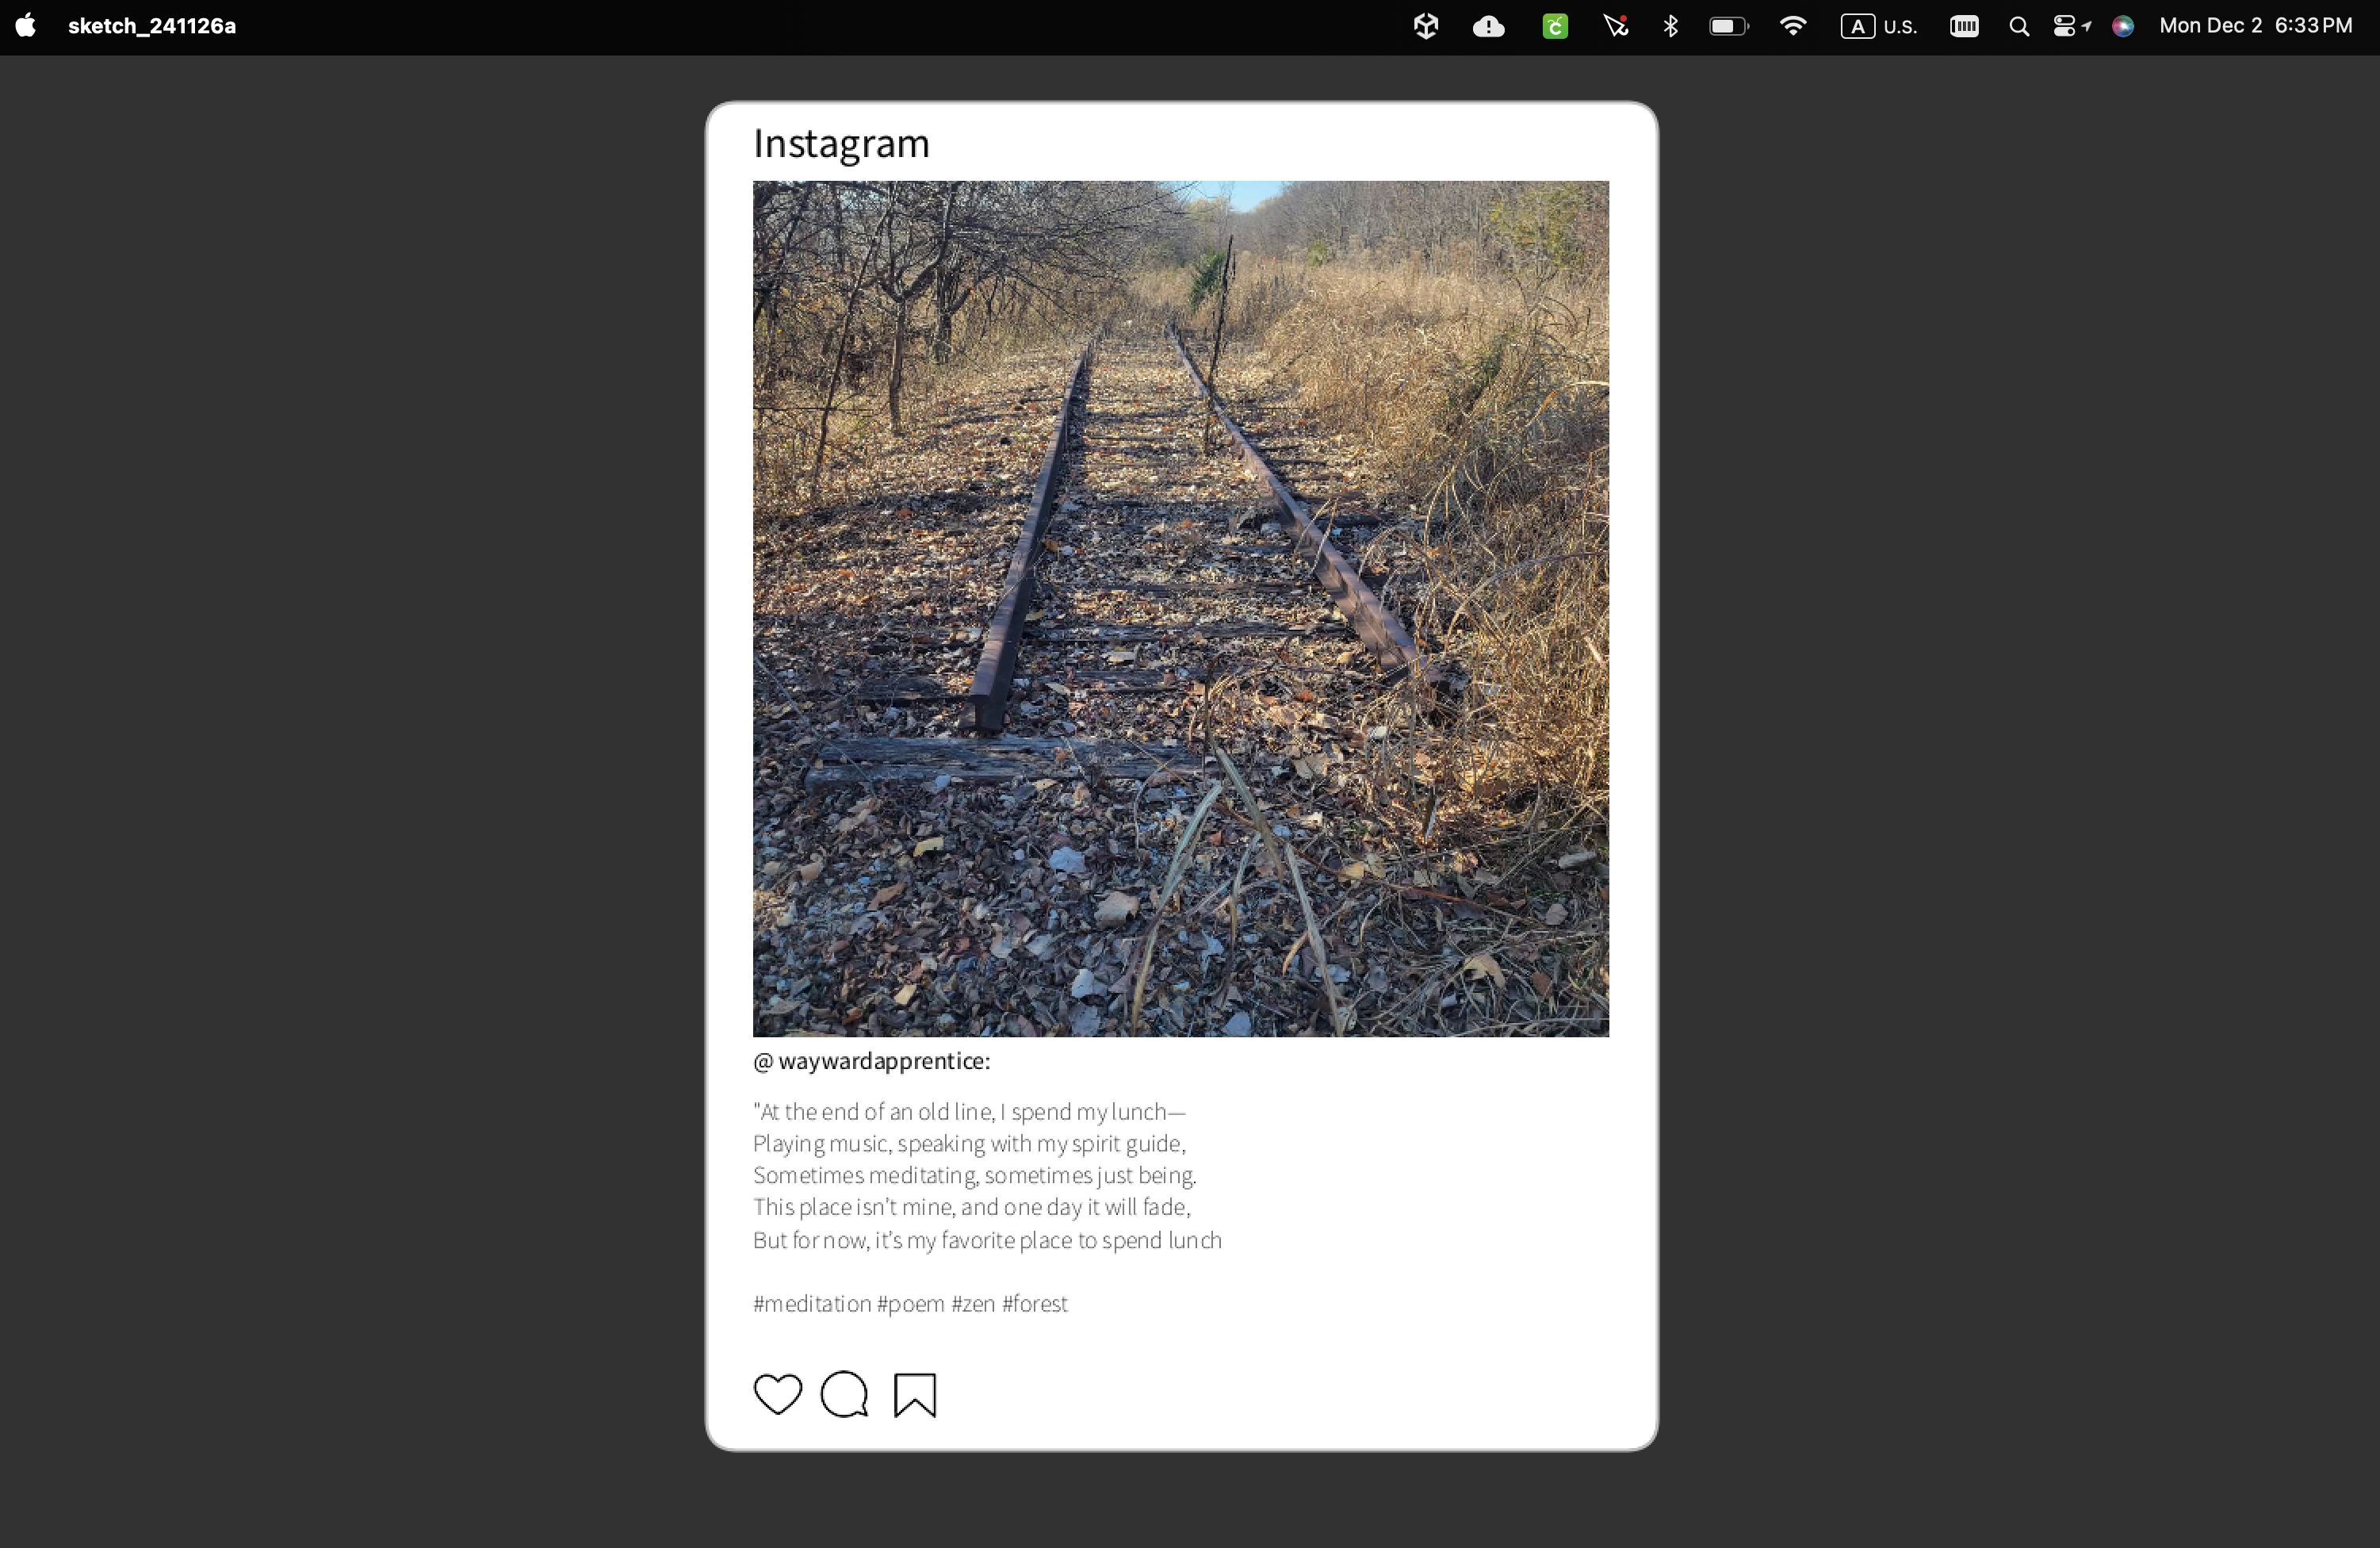 sketch_241126a
A U.S.
Mon Dec 2 6:33 PM
Instagram
@ waywardapprentice:
"At the end of an old line, I spend my lunch—
Playing music, speaking with my spirit guide,
Sometimes meditating, sometimes just being.
This place isn't mine, and one day it will fade,
But for now, it's my favorite place to spend lunch
#meditation #poem #zen #forest